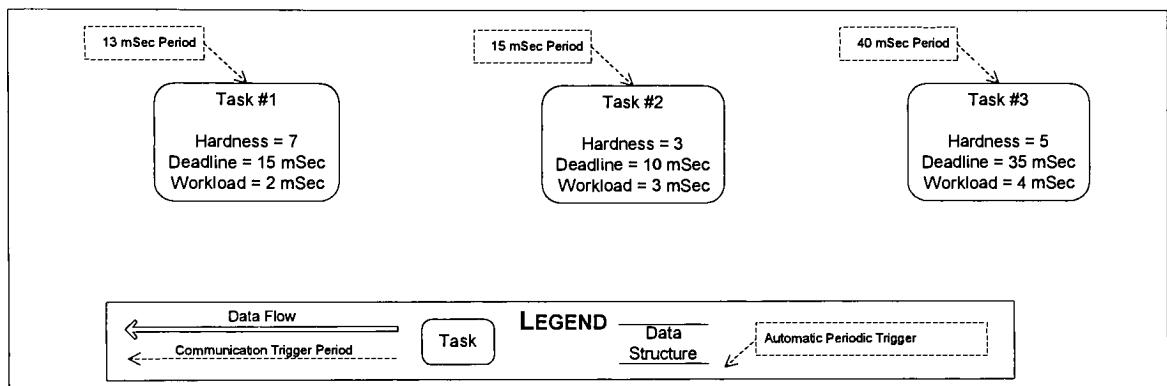 13 mSec Period
15 mSec Period
40 mSec Period
Task #1
Hardness = 7
Deadline = 15 mSec
Workload = 2 mSec
Task #2
Hardness = 3
Deadline = 10 mSec
Workload = 3 mSec
Task #3
Hardness = 5
Deadline = 35 mSec
Workload = 4 mSec
LEGEND
Data Flow
Communication Trigger Period
Task
Data
Structure
Automatic Periodic Trigger